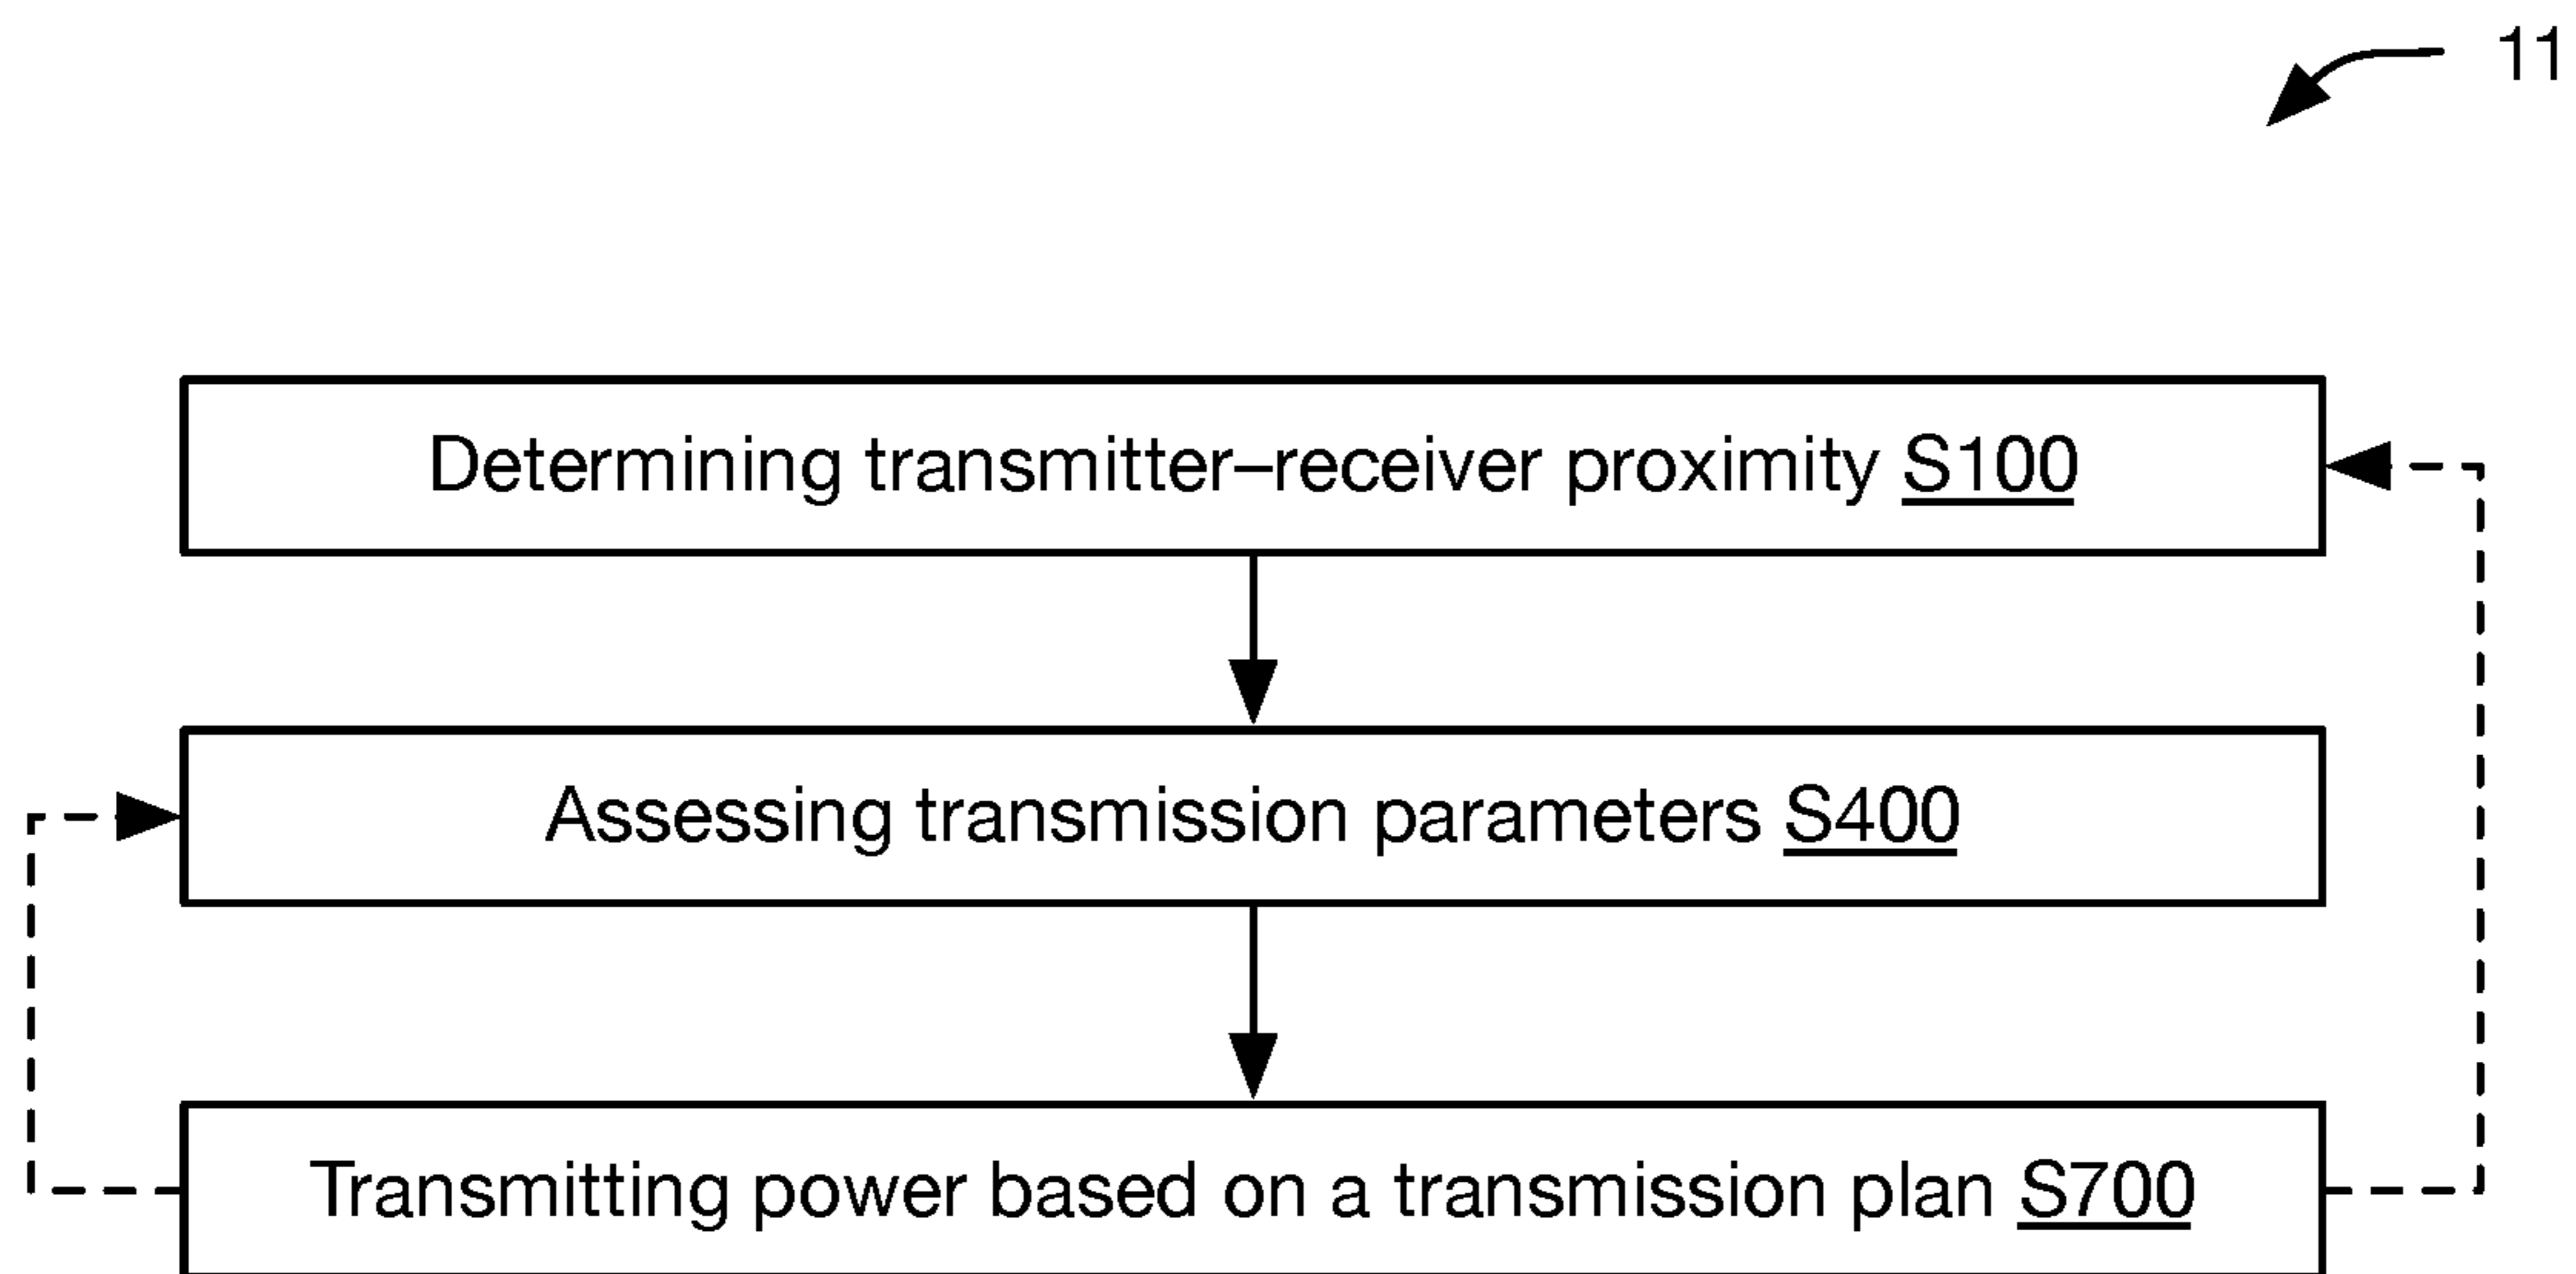 11
Determining transmitter–receiver proximity S100
Assessing transmission parameters S400
Transmitting power based on a transmission plan S700